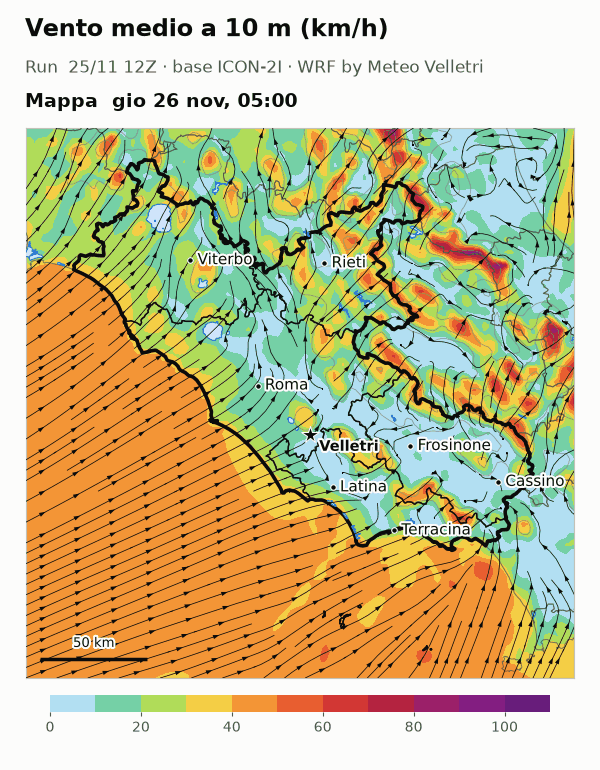 Vento medio a 10 m (km/h)
Run 25/11 12Z · base ICON-2I · WRF by Meteo Velletri
Mappa gio 26 nov, 05:00
Viterbo
Rieti
Roma
Velletri
Frosinone
Latina
Cassino
Terracina
50 km
0 20 40 60 80 100